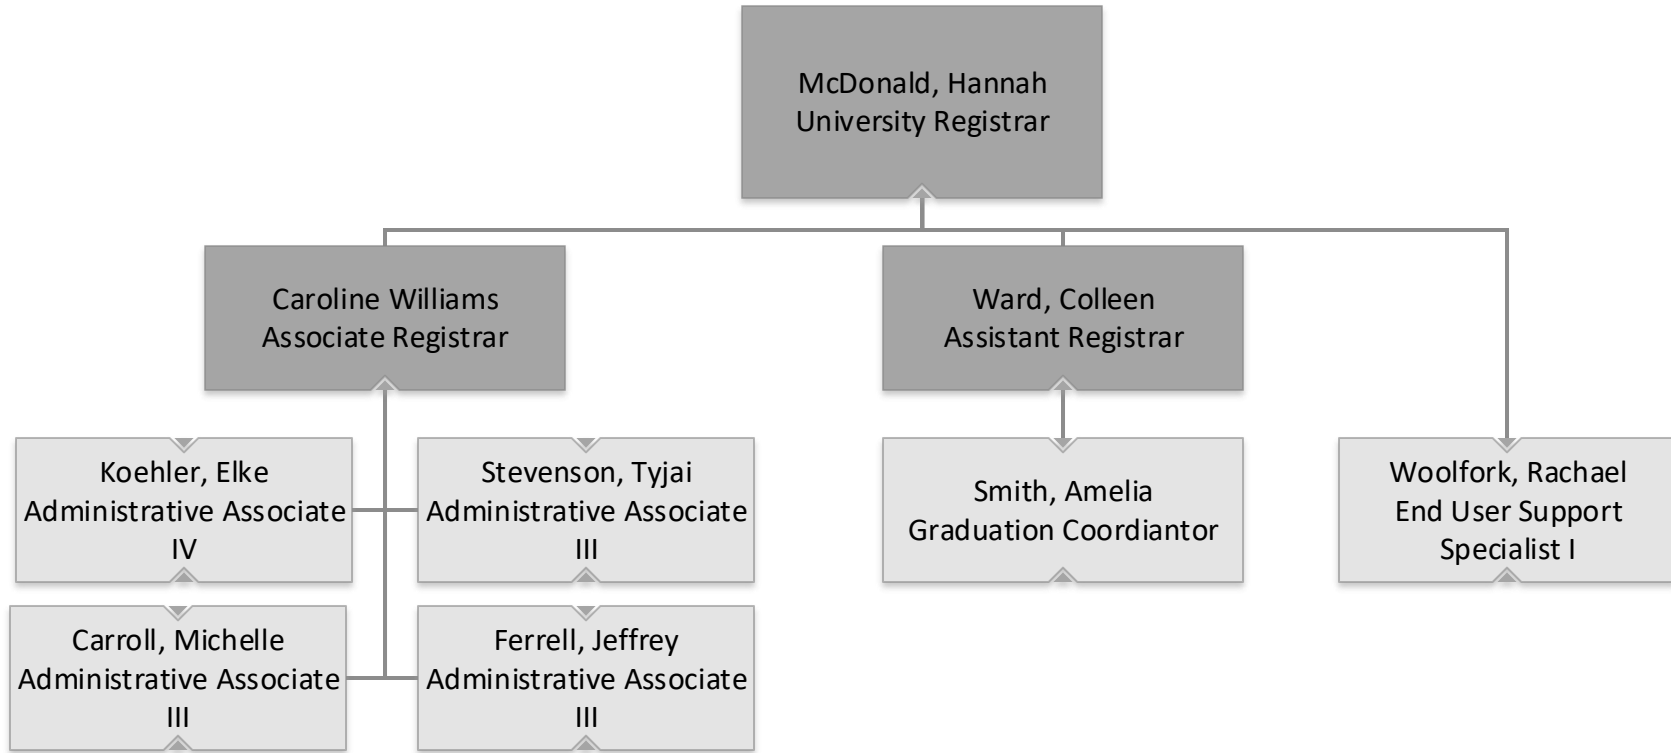 McDonald, Hannah
University Registrar
Caroline Williams
Associate Registrar
Ward, Colleen
Assistant Registrar
Koehler, Elke
Administrative Associate
IV
Stevenson, Tyjai
Administrative Associate
III
Smith, Amelia
Graduation Coordiantor
Woolfork, Rachael
End User Support
Specialist I
Carroll, Michelle
Administrative Associate
III
Ferrell, Jeffrey
Administrative Associate
III